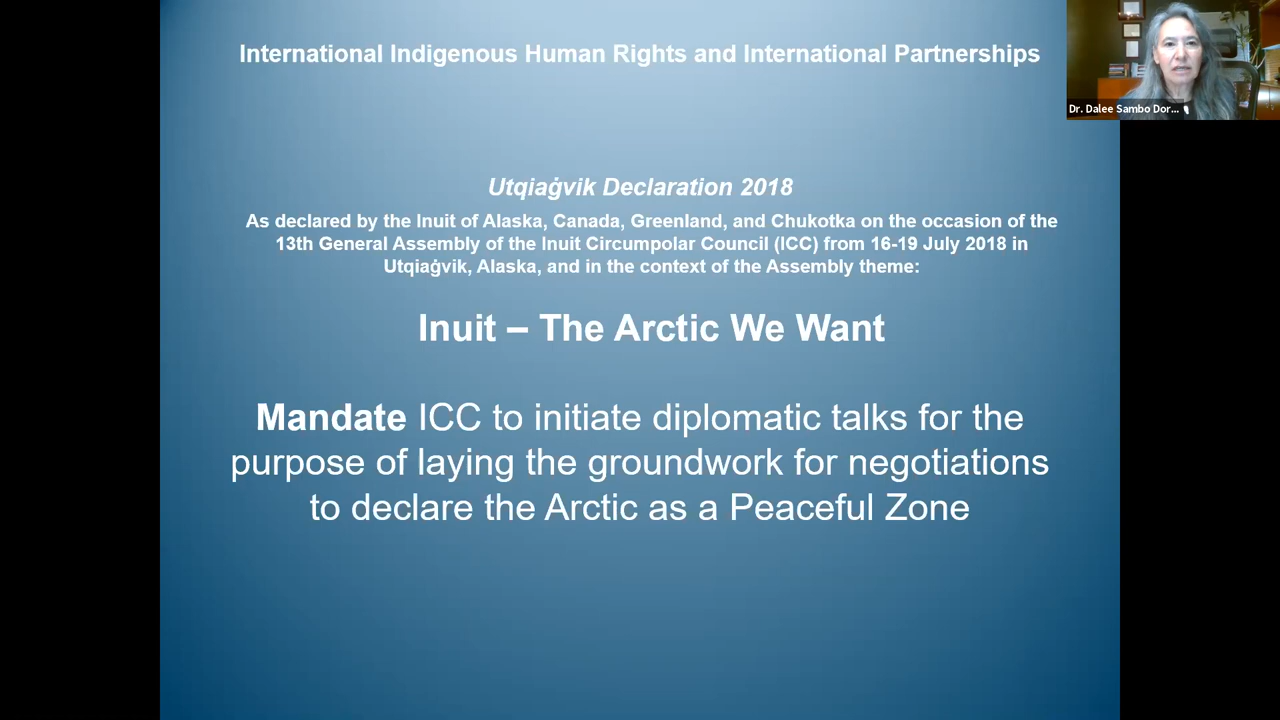 International Indigenous Human Rights and International Partnerships
Dr. Dalee Sambo Dor...
Utqiaġvik Declaration 2018
As declared by the Inuit of Alaska, Canada, Greenland, and Chukotka on the occasion of the
13th General Assembly of the Inuit Circumpolar Council (ICC) from 16-19 July 2018 in
Utqiaġvik, Alaska, and in the context of the Assembly theme:
Inuit – The Arctic We Want
Mandate ICC to initiate diplomatic talks for the
purpose of laying the groundwork for negotiations
to declare the Arctic as a Peaceful Zone